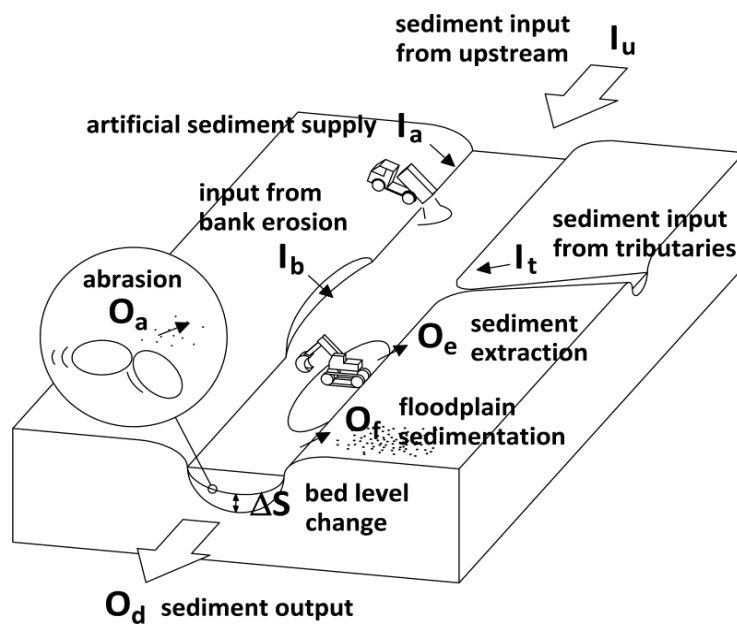 sediment input
from upstream I_u
artificial sediment supply I_a
input from
bank erosion
I_b
sediment input
from tributaries
I_t
abrasion
O_a
O_e sediment
extraction
O_f floodplain
sedimentation
ΔS bed level
change
O_d sediment output